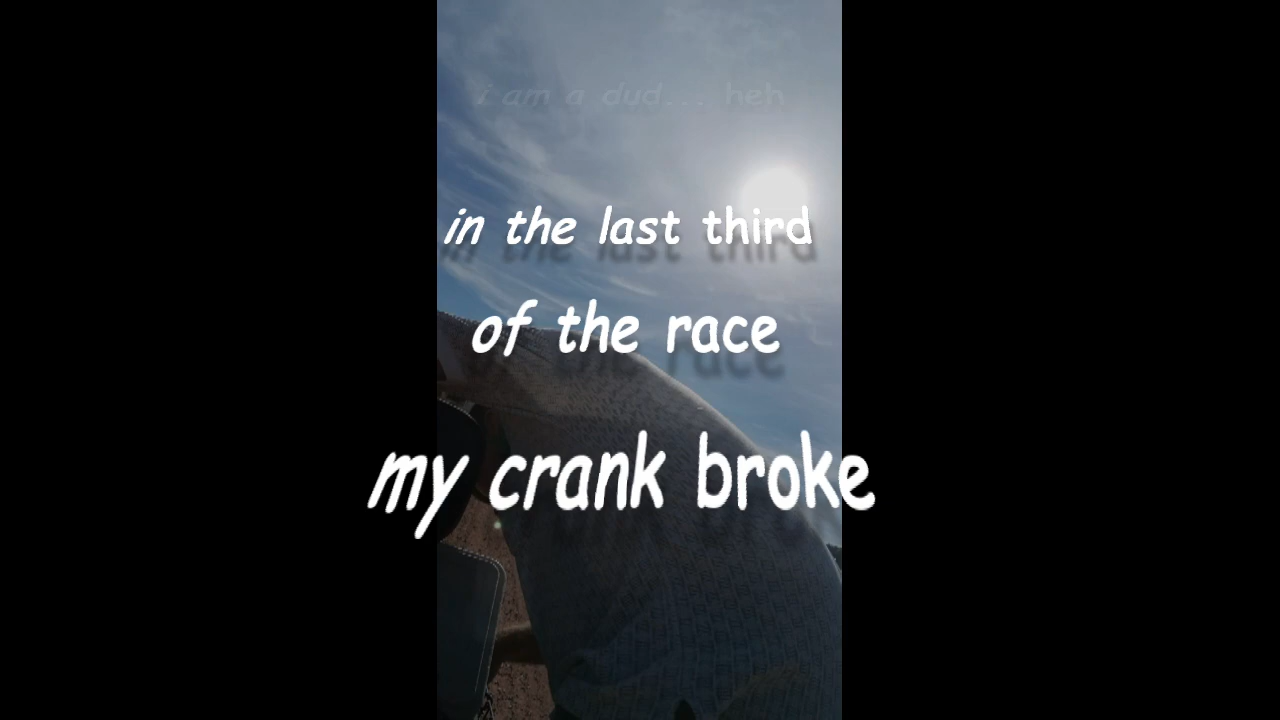 i am a dud... heh
in the last third
of the race
my crank broke